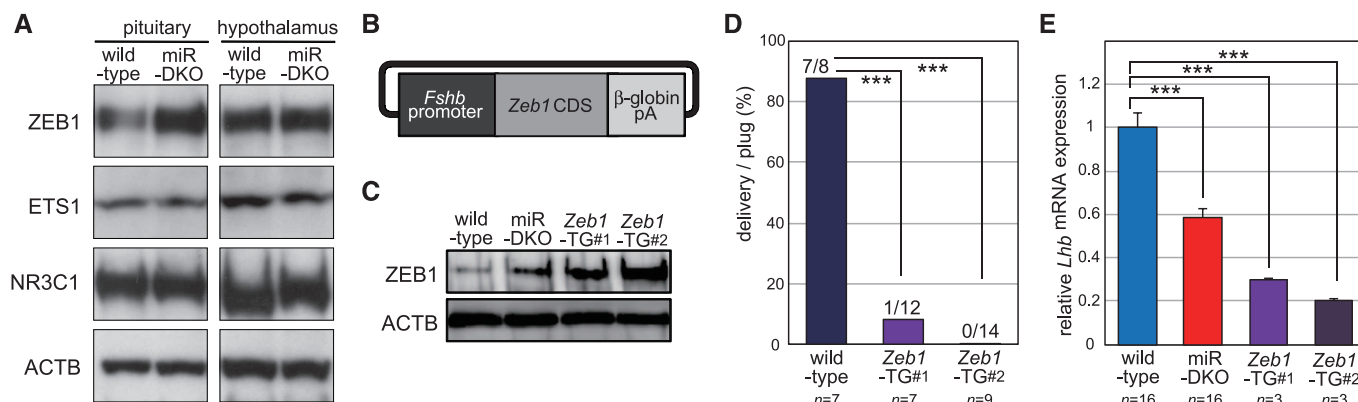 A
pituitary hypothalamus
wild
-type
miR
-DKO
wild
-type
miR
-DKO
ZEB1
ETS1
NR3C1
ACTB
B
Fshb
promoter
Zeb1 CDS
β-globin
pA
C
wild
-type
miR
-DKO
Zeb1
-TG#1
Zeb1
-TG#2
ZEB1
ACTB
D
delivery / plug (%)
100
80
60
40
20
0
7/8
***
***
1/12
0/14
wild
-type
n=7
Zeb1
-TG#1
n=7
Zeb1
-TG#2
n=9
E
relative Lhb mRNA expression
1.2
1
0.8
0.6
0.4
0.2
0
***
***
***
wild
-type
n=16
miR
-DKO
n=16
Zeb1
-TG#1
n=3
Zeb1
-TG#2
n=3